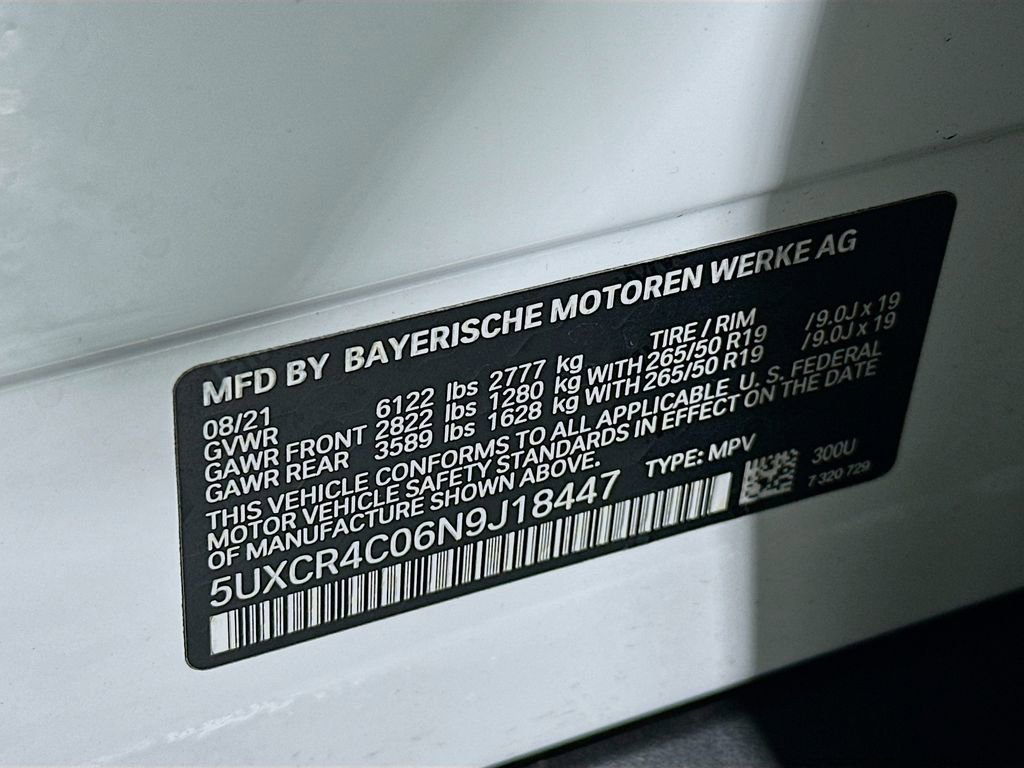 MFD BY BAYERISCHE MOTOREN WERKE AG
08/21 TIRE / RIM
GVWR 6122 lbs 2777 kg
GAWR FRONT 2822 lbs 1280 kg WITH 265/50 R19 /9.0J x 19
GAWR REAR 3589 lbs 1628 kg WITH 265/50 R19 /9.0J x 19
THIS VEHICLE CONFORMS TO ALL APPLICABLE U. S. FEDERAL
MOTOR VEHICLE SAFETY STANDARDS IN EFFECT ON THE DATE
OF MANUFACTURE SHOWN ABOVE.
5UXCR4C06N9J18447 TYPE: MPV
300U
7 320 729